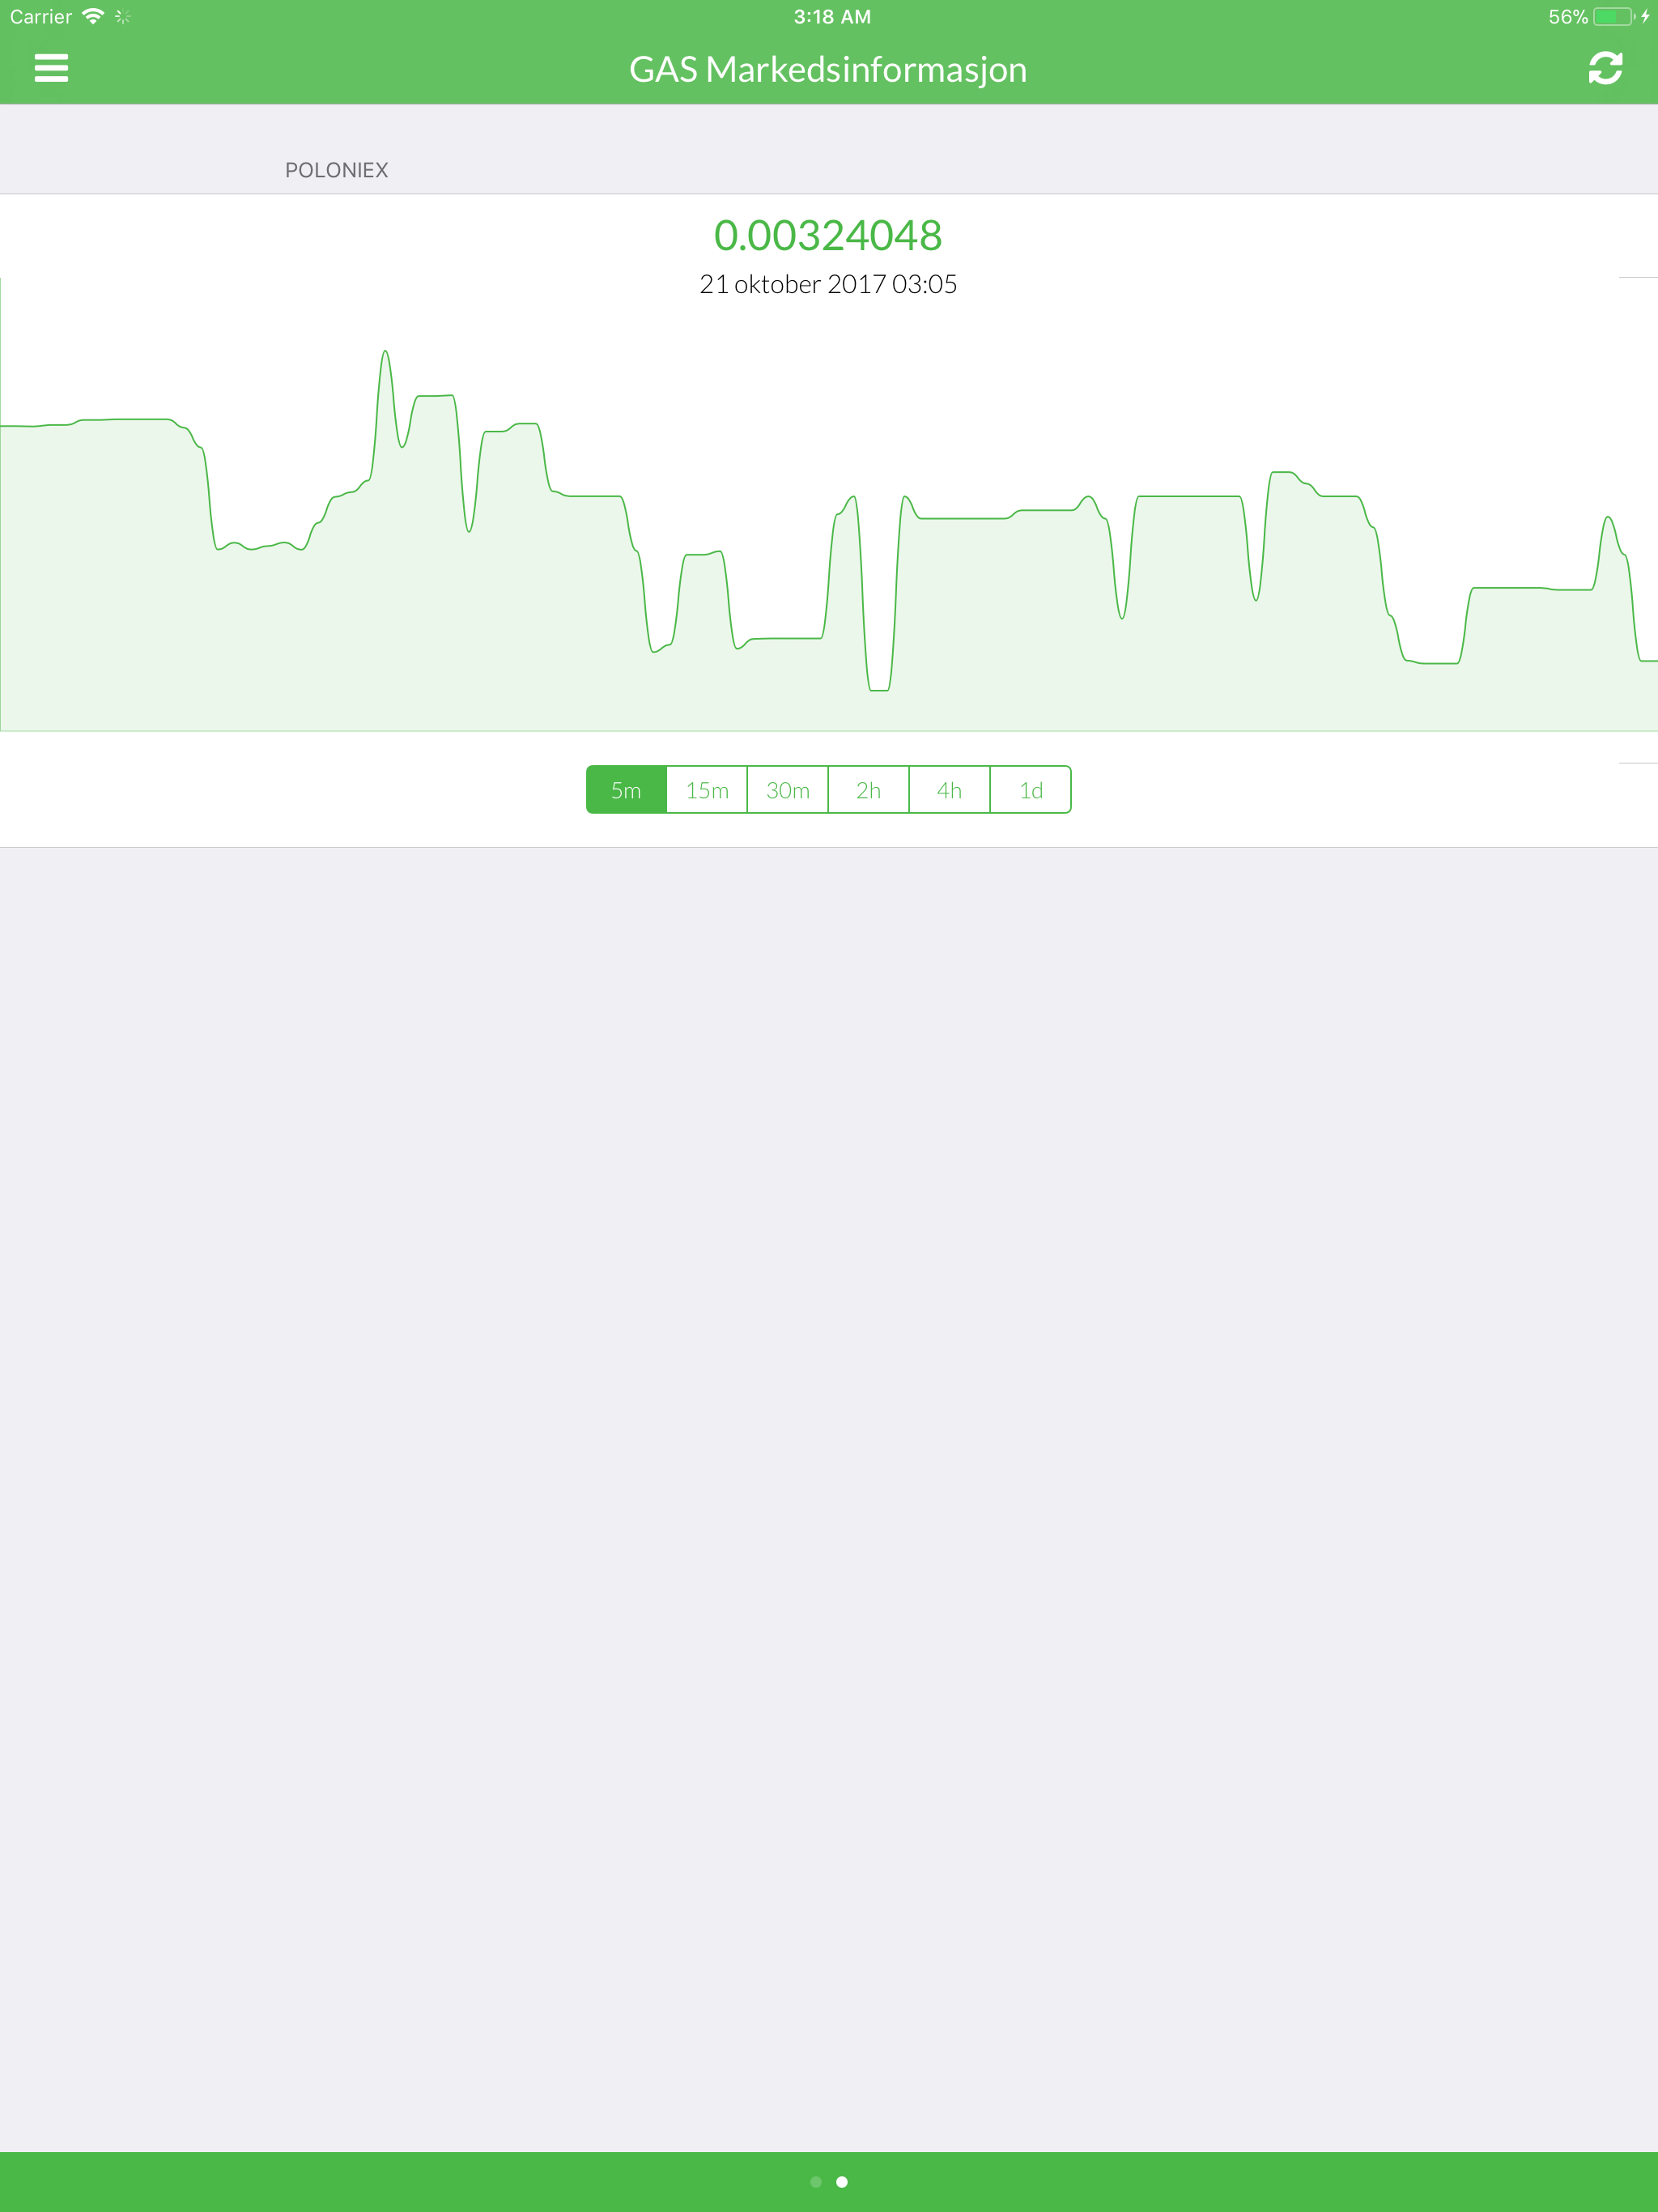 Carrier 3:18 AM 56%
GAS Markedsinformasjon
POLONIEX
0.00324048
21 oktober 2017 03:05
5m 15m 30m 2h 4h 1d